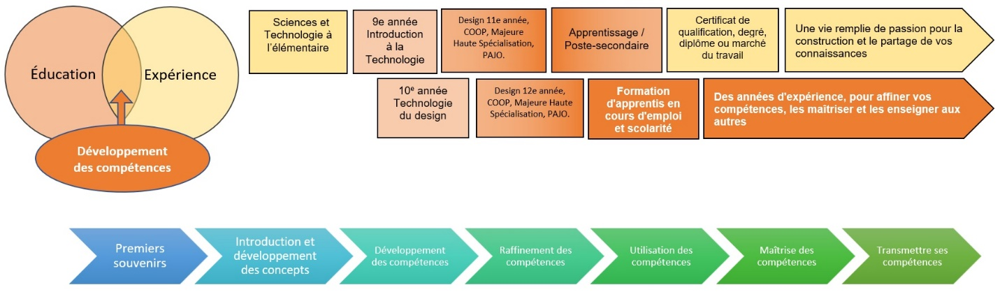 Éducation
Expérience
Développement
des compétences
Sciences et
Technologie à
l'élémentaire
9e année
Introduction
à la
Technologie
Design 11e année,
COOP, Majeure
Haute Spécialisation,
PAJO.
Apprentissage /
Poste-secondaire
Certificat de
qualification, degré,
diplôme ou marché
du travail
Une vie remplie de passion pour la
construction et le partage de vos
connaissances
10e année
Technologie
du design
Design 12e année,
COOP, Majeure Haute
Spécialisation, PAJO.
Formation
d'apprentis en
cours d'emploi
et scolarité
Des années d'expérience, pour affiner vos
compétences, les maîtriser et les enseigner aux
autres
Premiers
souvenirs
Introduction et
développement
des concepts
Développement
des compétences
Raffinement des
compétences
Utilisation des
compétences
Maîtrise des
compétences
Transmettre ses
compétences